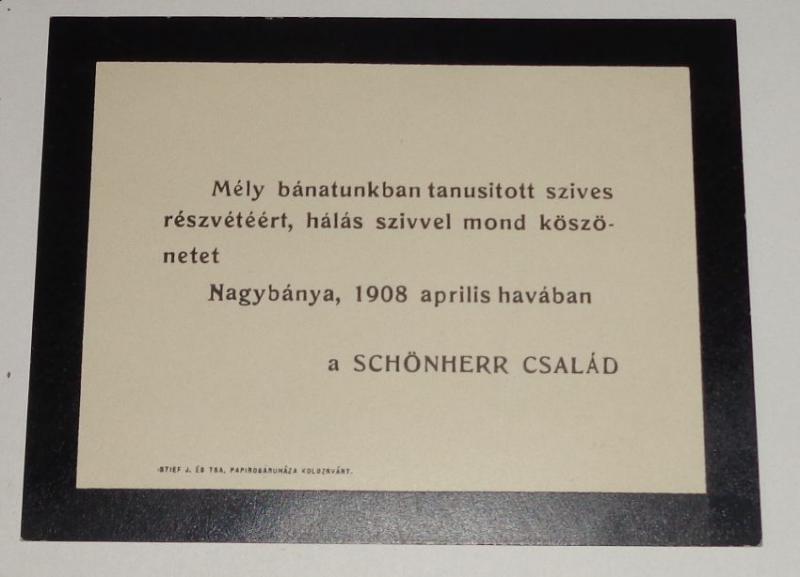 Mély bánatunkban tanusitott szives
részvétéért, hálás szivvel mond köszö-
netet
Nagybánya, 1908 aprilis havában
a SCHÖNHERR CSALÁD
STIEF J. ÉS TSA, PAPIROSÁRUHÁZA KOLOZSVÁRT.